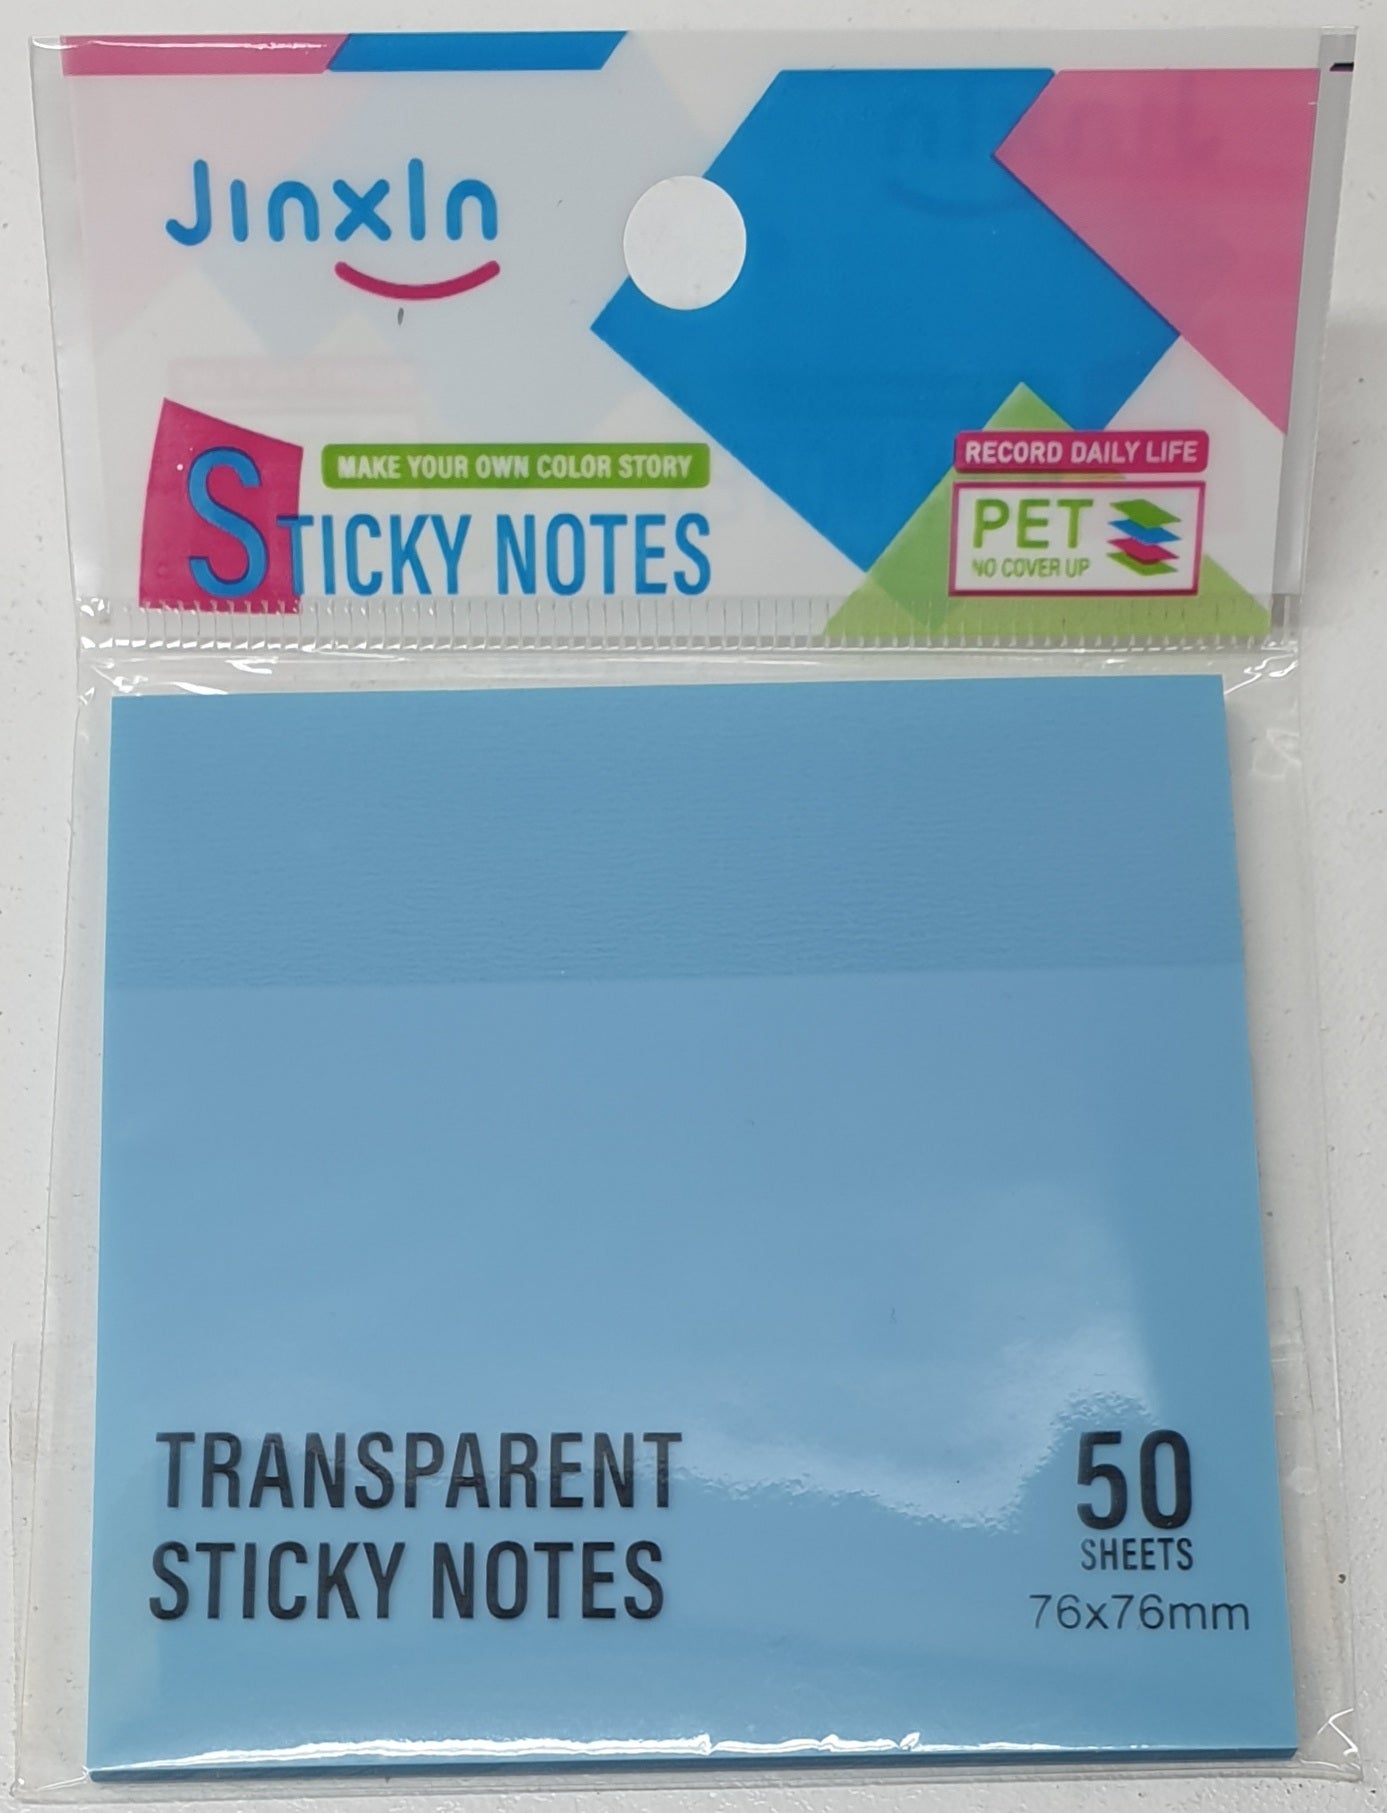 JinxIn
MAKE YOUR OWN COLOR STORY
STICKY NOTES
RECORD DAILY LIFE
PET
NO COVER UP
TRANSPARENT
STICKY NOTES
50
SHEETS
76x76mm